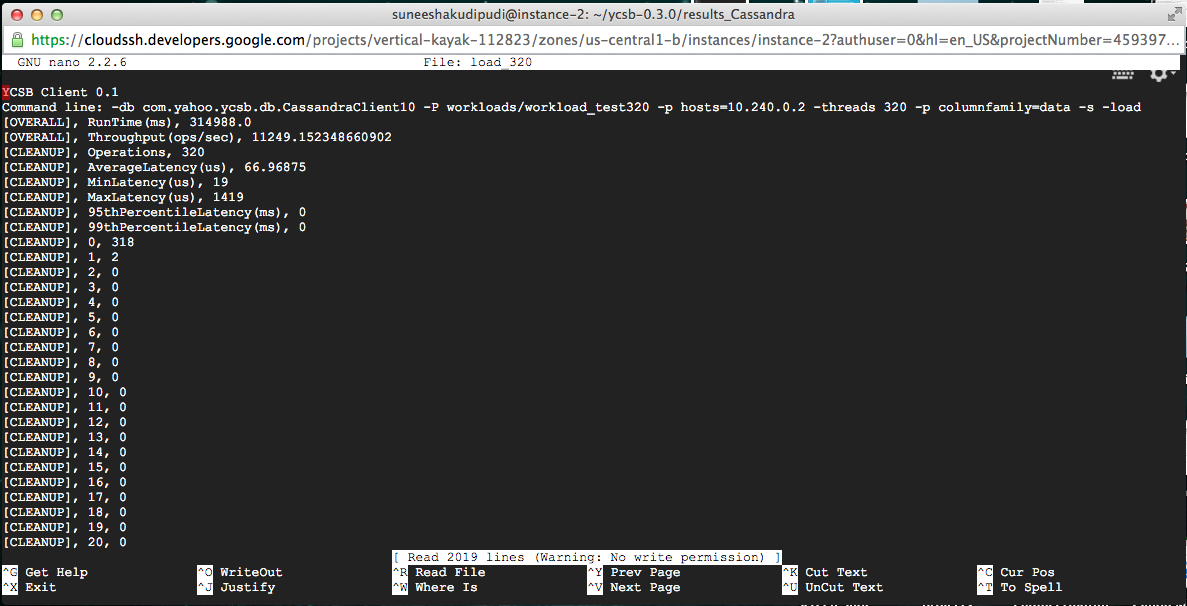 suneeshakudipudi@instance-2: ~/ycsb-0.3.0/results_Cassandra
https://cloudssh.developers.google.com/projects/vertical-kayak-112823/zones/us-central1-b/instances/instance-2?authuser=0&hl=en_US&projectNumber=459397...
GNU nano 2.2.6 File: load_320
YCSB Client 0.1
Command line: -db com.yahoo.ycsb.db.CassandraClient10 -P workloads/workload_test320 -p hosts=10.240.0.2 -threads 320 -p columnfamily=data -s -load
[OVERALL], RunTime(ms), 314988.0
[OVERALL], Throughput(ops/sec), 11249.152348660902
[CLEANUP], Operations, 320
[CLEANUP], AverageLatency(us), 66.96875
[CLEANUP], MinLatency(us), 19
[CLEANUP], MaxLatency(us), 1419
[CLEANUP], 95thPercentileLatency(ms), 0
[CLEANUP], 99thPercentileLatency(ms), 0
[CLEANUP], 0, 318
[CLEANUP], 1, 2
[CLEANUP], 2, 0
[CLEANUP], 3, 0
[CLEANUP], 4, 0
[CLEANUP], 5, 0
[CLEANUP], 6, 0
[CLEANUP], 7, 0
[CLEANUP], 8, 0
[CLEANUP], 9, 0
[CLEANUP], 10, 0
[CLEANUP], 11, 0
[CLEANUP], 12, 0
[CLEANUP], 13, 0
[CLEANUP], 14, 0
[CLEANUP], 15, 0
[CLEANUP], 16, 0
[CLEANUP], 17, 0
[CLEANUP], 18, 0
[CLEANUP], 19, 0
[CLEANUP], 20, 0
[ Read 2019 lines (Warning: No write permission) ]
^G Get Help ^O WriteOut ^R Read File ^Y Prev Page ^K Cut Text ^C Cur Pos
^X Exit ^J Justify ^W Where Is ^V Next Page ^U UnCut Text ^T To Spell